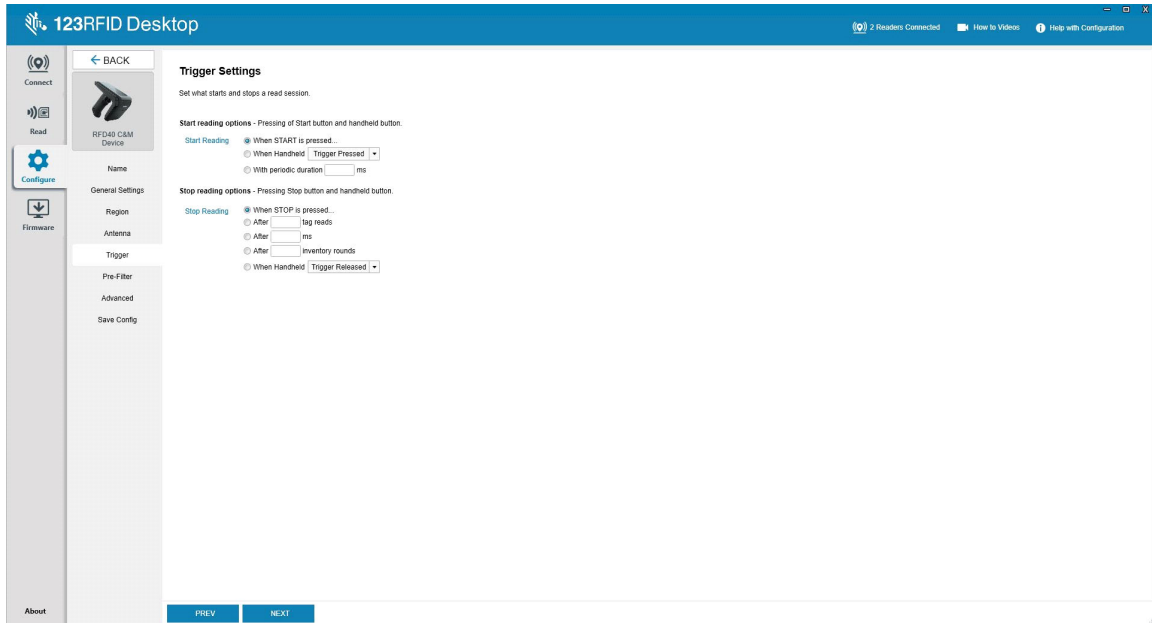 123RFID Desktop
2 Readers Connected
How to Videos
Help with Configuration
Connect
Read
Configure
Firmware
About
BACK
RFD40 C&M
Device
Name
General Settings
Region
Antenna
Trigger
Pre-Filter
Advanced
Save Config
Trigger Settings
Set what starts and stops a read session.
Start reading options - Pressing of Start button and handheld button.
Start Reading When START is pressed...
When Handheld Trigger Pressed
With periodic duration ms
Stop reading options - Pressing Stop button and handheld button.
Stop Reading When STOP is pressed...
After tag reads
After ms
After inventory rounds
When Handheld Trigger Released
PREV NEXT